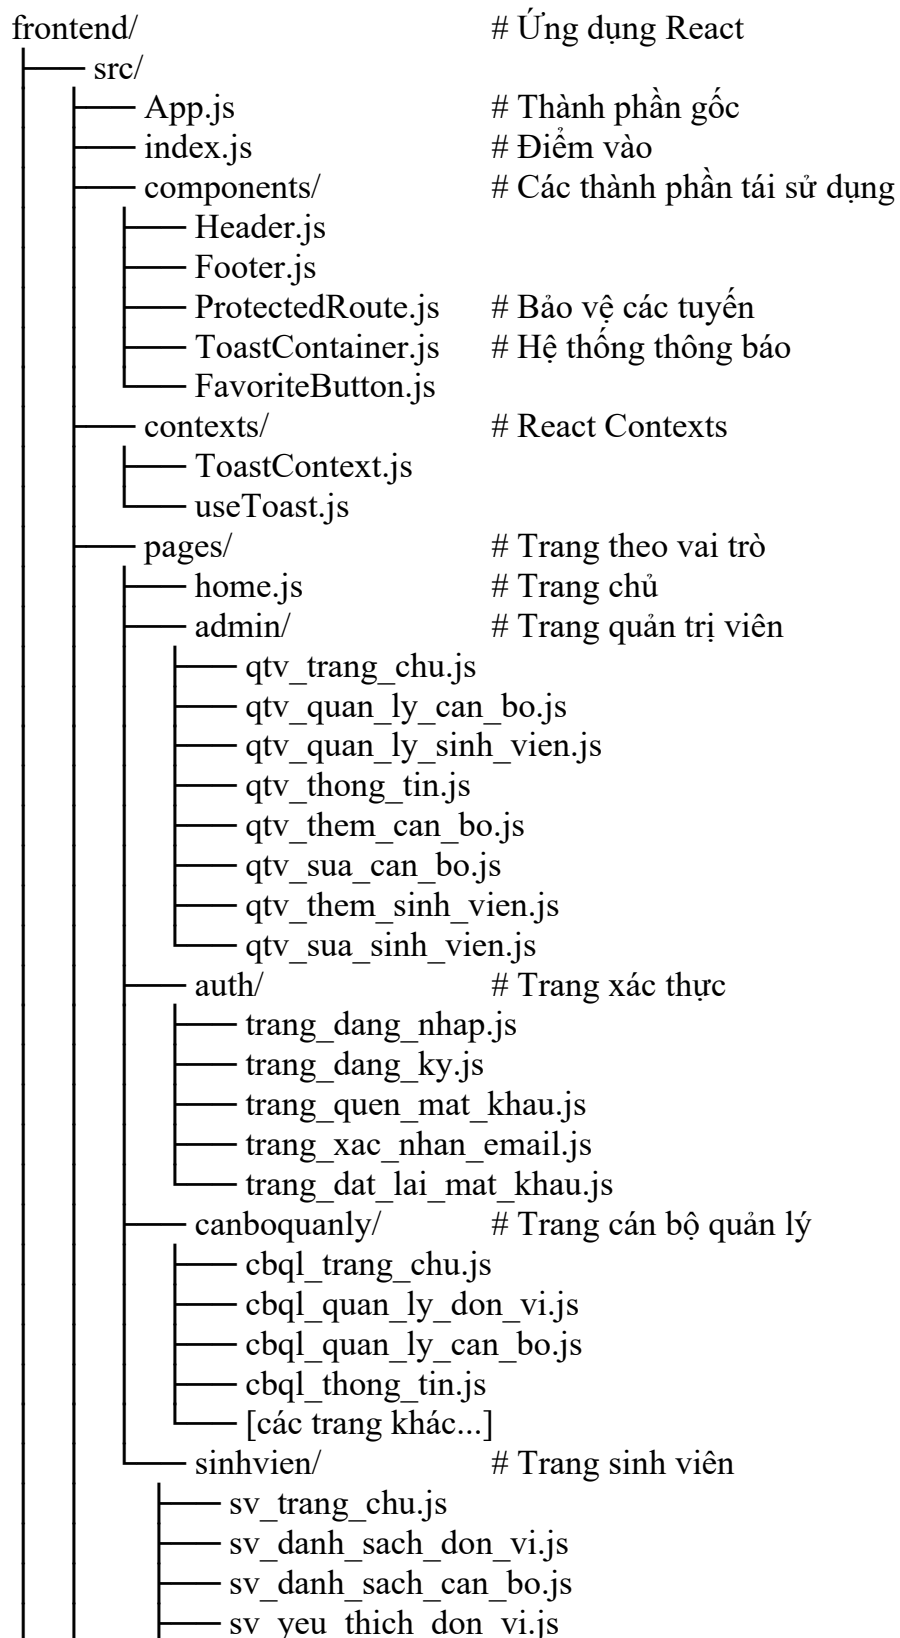 frontend/ # Ứng dụng React
src/
App.js # Thành phần gốc
index.js # Điểm vào
components/ # Các thành phần tái sử dụng
Header.js
Footer.js
ProtectedRoute.js # Bảo vệ các tuyến
ToastContainer.js # Hệ thống thông báo
FavoriteButton.js
contexts/ # React Contexts
ToastContext.js
useToast.js
pages/ # Trang theo vai trò
home.js # Trang chủ
admin/ # Trang quản trị viên
qtv_trang_chu.js
qtv_quan_ly_can_bo.js
qtv_quan_ly_sinh_vien.js
qtv_thong_tin.js
qtv_them_can_bo.js
qtv_sua_can_bo.js
qtv_them_sinh_vien.js
qtv_sua_sinh_vien.js
auth/ # Trang xác thực
trang_dang_nhap.js
trang_dang_ky.js
trang_quen_mat_khau.js
trang_xac_nhan_email.js
trang_dat_lai_mat_khau.js
canboquanly/ # Trang cán bộ quản lý
cbql_trang_chu.js
cbql_quan_ly_don_vi.js
cbql_quan_ly_can_bo.js
cbql_thong_tin.js
[các trang khác...]
sinhvien/ # Trang sinh viên
sv_trang_chu.js
sv_danh_sach_don_vi.js
sv_danh_sach_can_bo.js
sv_yeu_thich_don_vi.js